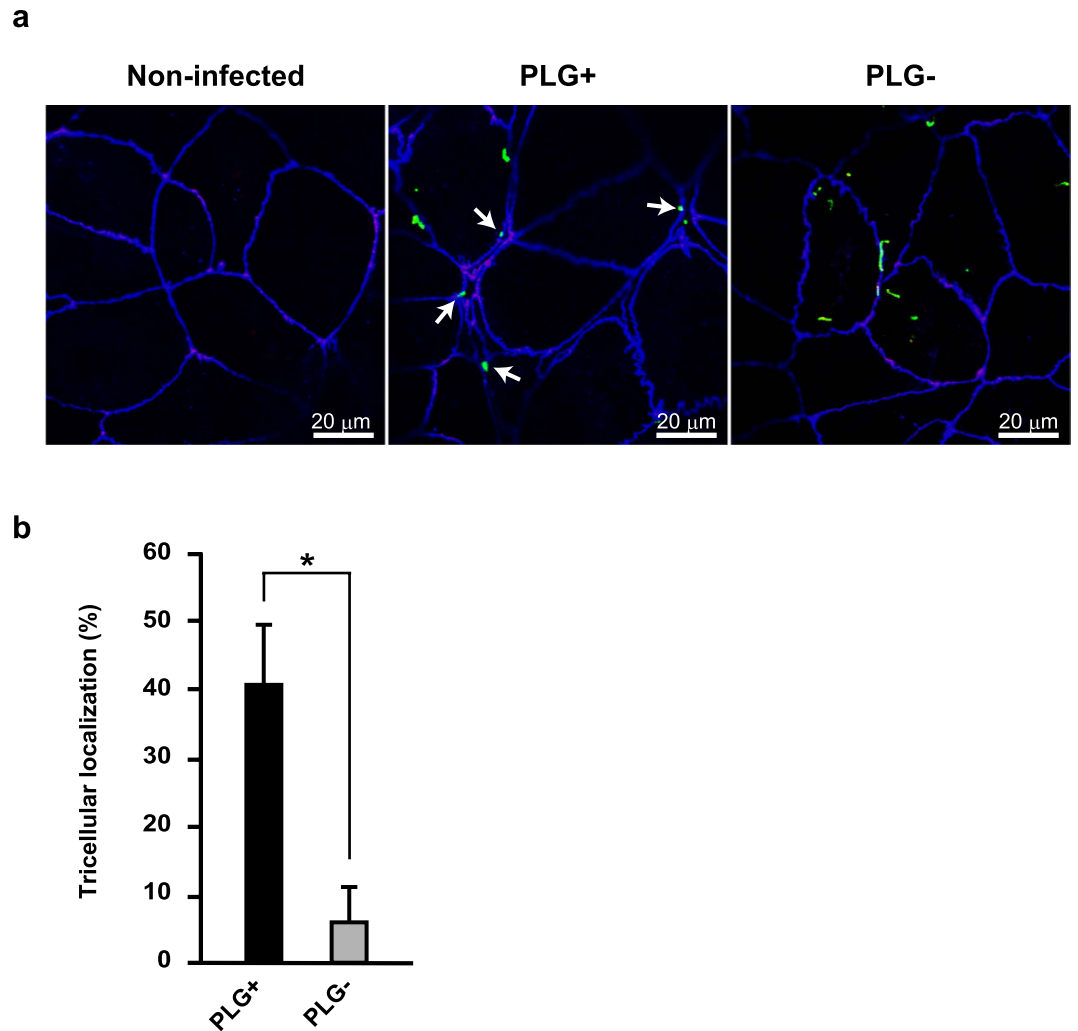 a
Non-infected PLG+ PLG-
20 μm 20 μm 20 μm
b
60
50
40
30
20
10
0
Tricellular localization (%)
*
PLG+ PLG-